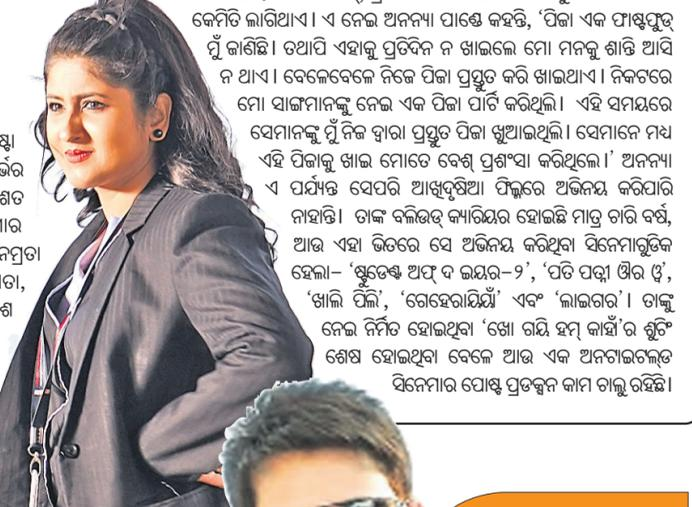 କେମିତି ଲାଗିଥାଏ। ଏ ନେଇ ଅନନ୍ୟା ପାଣ୍ଡେ କହନ୍ତି, ‘ପିଜା ଏକ ଫାଷ୍ଟଫୁଡ୍
ମୁଁ ଜାଣିଛି। ତଥାପି ଏହାକୁ ପ୍ରତିଦିନ ନ ଖାଇଲେ ମୋ ମନକୁ ଶାନ୍ତି ଆସି
ନ ଥାଏ। ବେଳେବେଳେ ନିଜେ ପିଜା ପ୍ରସ୍ତୁତ କରି ଖାଇଥାଏ। ନିକଟରେ
ମୋ ସାଙ୍ଗମାନଙ୍କୁ ନେଇ ଏକ ପିଜା ପାର୍ଟି କରିଥିଲି। ଏହି ସମୟରେ
ସେମାନଙ୍କୁ ମୁଁ ନିଜ ଦ୍ୱାରା ପ୍ରସ୍ତୁତ ପିଜା ଖୁଆଇଥିଲି। ସେମାନେ ମଧ୍ୟ
ଏହି ପିଜାକୁ ଖାଇ ମୋତେ ବେଶ୍ ପ୍ରଶଂସା କରିଥିଲେ।’ ଅନନ୍ୟା
ଏ ପର୍ଯ୍ୟନ୍ତ ସେପରି ଆଖିଦୃଷିଆ ଫିଲ୍ମରେ ଅଭିନୟ କରିପାରି
ନାହାନ୍ତି। ତାଙ୍କ ବଲିଉଡ୍ କ୍ୟାରିୟର ହୋଇଛି ମାତ୍ର ଚାରି ବର୍ଷ,
ଆଉ ଏହା ଭିତରେ ସେ ଅଭିନୟ କରିଥିବା ସିନେମାଗୁଡିକ
ହେଲା- ‘ଷ୍ଟୁଡେଣ୍ଟ ଅଫ୍ ଦ ଇୟର-୨’, ‘ପତି ପତ୍ନୀ ଔର ୱ’,
‘ଖାଲି ପିଲି’, ‘ଗେହେରାୟିୟାଁ’ ଏବଂ ‘ଲାଇଗର’। ତାଙ୍କୁ
ନେଇ ନିର୍ମିତ ହୋଇଥିବା ‘ଖୋ ଗୟି ହମ୍ କାହାଁ’ର ଶୁଟିଂ
ଶେଷ ହୋଇଥିବା ବେଳେ ଆଉ ଏକ ଅନଟାଇଟଲ୍‌ଡ
ସିନେମାର ପୋଷ୍ଟ ପ୍ରଡକ୍ସନ କାମ ଚାଲୁ ରହିଛି।